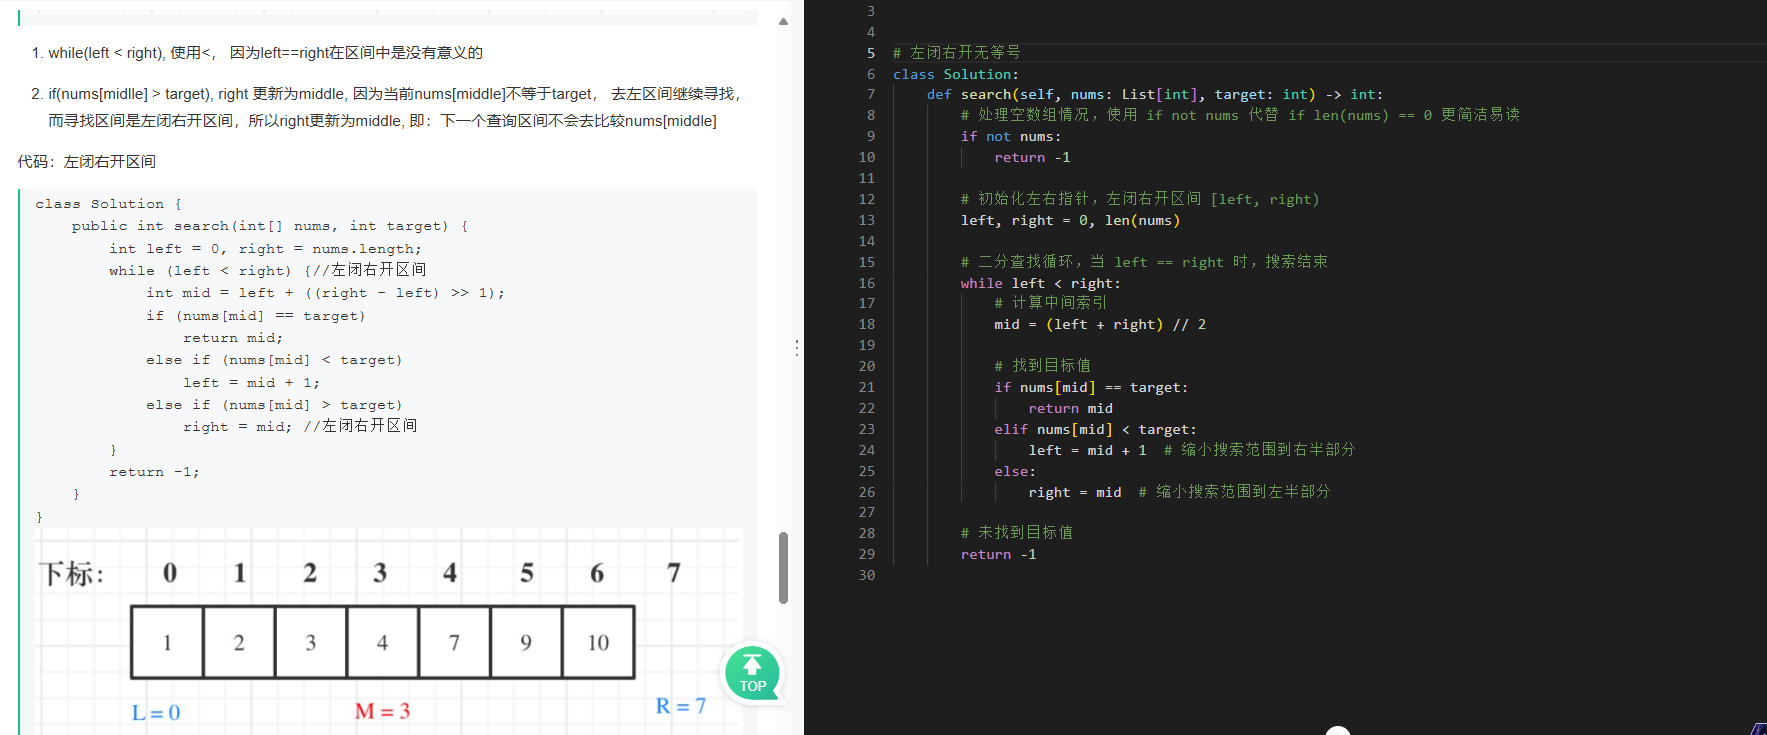 1. while(left < right), 使用<， 因为left==right在区间中是没有意义的
2. if(nums[midlle] > target), right 更新为middle, 因为当前nums[middle]不等于target， 去左区间继续寻找，
而寻找区间是左闭右开区间，所以right更新为middle, 即：下一个查询区间不会去比较nums[middle]
代码：左闭右开区间
class Solution {
public int search(int[] nums, int target) {
int left = 0, right = nums.length;
while (left < right) {//左闭右开区间
int mid = left + ((right - left) >> 1);
if (nums[mid] == target)
return mid;
else if (nums[mid] < target)
left = mid + 1;
else if (nums[mid] > target)
right = mid; //左闭右开区间
}
return -1;
}
}
下标: 0 1 2 3 4 5 6 7
1 2 3 4 7 9 10
L = 0 M = 3 R = 7
TOP
3
4
5 # 左闭右开无等号
6 class Solution:
7 def search(self, nums: List[int], target: int) -> int:
8 # 处理空数组情况，使用 if not nums 代替 if len(nums) == 0 更简洁易读
9 if not nums:
10 return -1
11
12 # 初始化左右指针，左闭右开区间 [left, right)
13 left, right = 0, len(nums)
14
15 # 二分查找循环，当 left == right 时，搜索结束
16 while left < right:
17 # 计算中间索引
18 mid = (left + right) // 2
19
20 # 找到目标值
21 if nums[mid] == target:
22 return mid
23 elif nums[mid] < target:
24 left = mid + 1 # 缩小搜索范围到右半部分
25 else:
26 right = mid # 缩小搜索范围到左半部分
27
28 # 未找到目标值
29 return -1
30